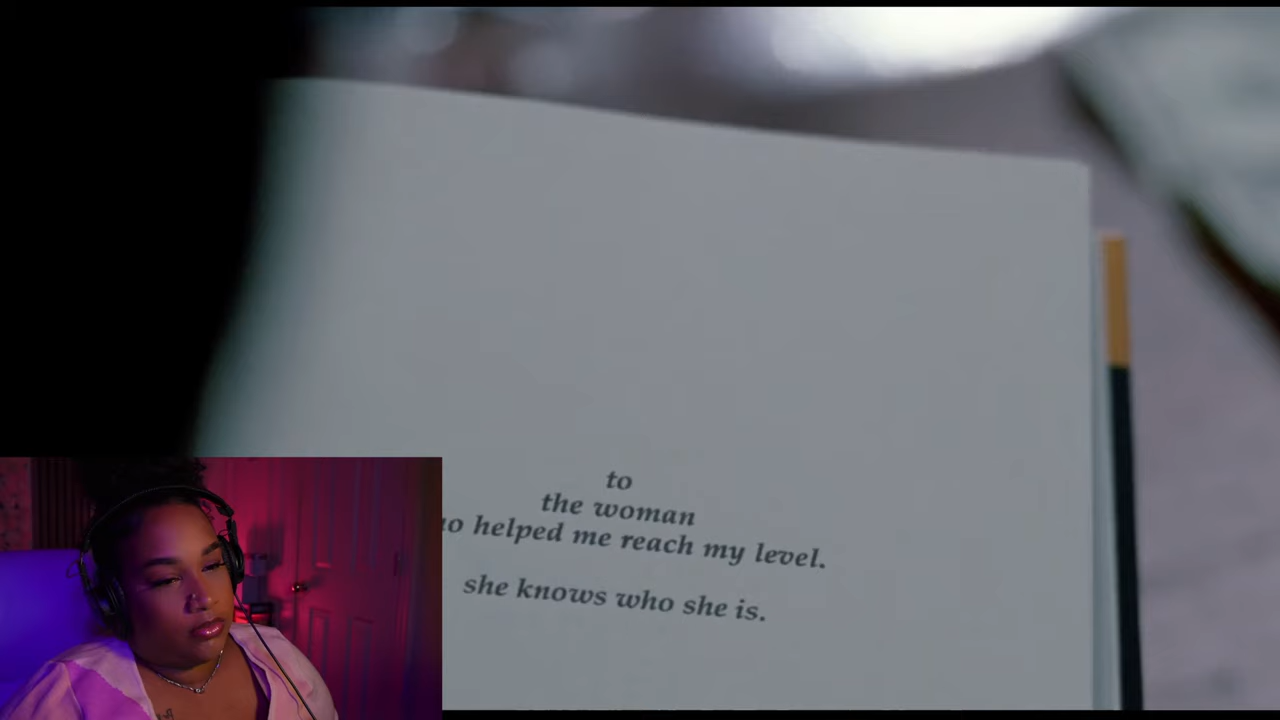 to
the woman
helped me reach my level.
she knows who she is.